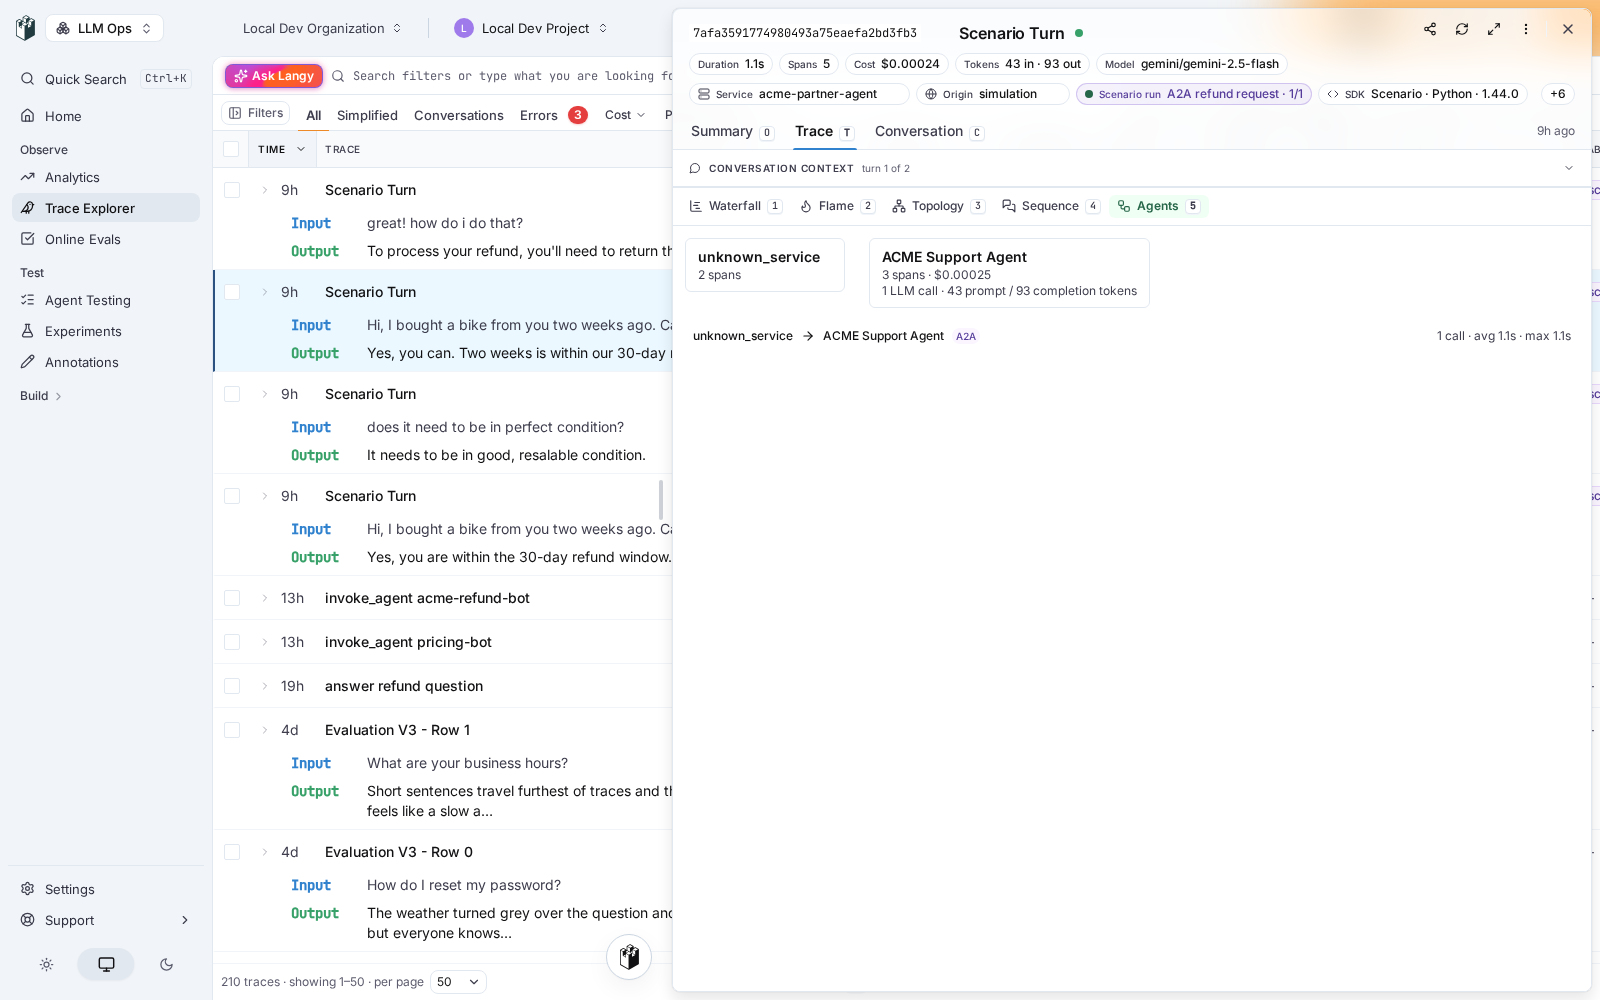 LLM Ops
Local Dev Organization
L Local Dev Project
Quick Search Ctrl+K
Home
Observe
Analytics
Trace Explorer
Online Evals
Test
Agent Testing
Experiments
Annotations
Build
Settings
Support
Ask Langy
Search filters or type what you are looking fo
Filters
All
Simplified
Conversations
Errors 3
Cost
P
TIME
TRACE
9h Scenario Turn
Input great! how do i do that?
Output To process your refund, you'll need to return th
9h Scenario Turn
Input Hi, I bought a bike from you two weeks ago. Ca
Output Yes, you can. Two weeks is within our 30-day
9h Scenario Turn
Input does it need to be in perfect condition?
Output It needs to be in good, resalable condition.
9h Scenario Turn
Input Hi, I bought a bike from you two weeks ago. Ca
Output Yes, you are within the 30-day refund window.
13h invoke_agent acme-refund-bot
13h invoke_agent pricing-bot
19h answer refund question
4d Evaluation V3 - Row 1
Input What are your business hours?
Output Short sentences travel furthest of traces and th
feels like a slow a...
4d Evaluation V3 - Row 0
Input How do I reset my password?
Output The weather turned grey over the question and
but everyone knows...
210 traces · showing 1–50 · per page 50
7afa3591774980493a75eaefa2bd3fb3 Scenario Turn
Duration 1.1s Spans 5 Cost $0.00024 Tokens 43 in · 93 out Model gemini/gemini-2.5-flash
Service acme-partner-agent Origin simulation Scenario run A2A refund request · 1/1 SDK Scenario · Python · 1.44.0 +6
Summary O Trace T Conversation C 9h ago
CONVERSATION CONTEXT turn 1 of 2
Waterfall 1 Flame 2 Topology 3 Sequence 4 Agents 5
unknown_service
2 spans
ACME Support Agent
3 spans · $0.00025
1 LLM call · 43 prompt / 93 completion tokens
unknown_service → ACME Support Agent A2A 1 call · avg 1.1s · max 1.1s